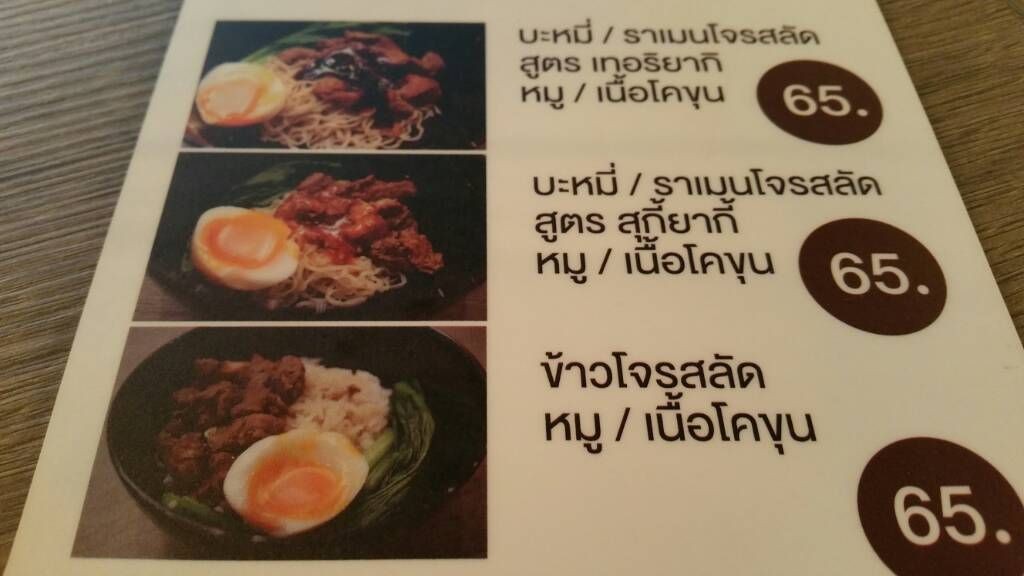 บะหมี่ / ราเมนโจรสลัด
สูตร เทอริยากิ
หมู / เนื้อโคขุน
65.
บะหมี่ / ราเมนโจรสลัด
สูตร สุกี้ยากี้
หมู / เนื้อโคขุน
65.
ข้าวโจรสลัด
หมู / เนื้อโคขุน
65.